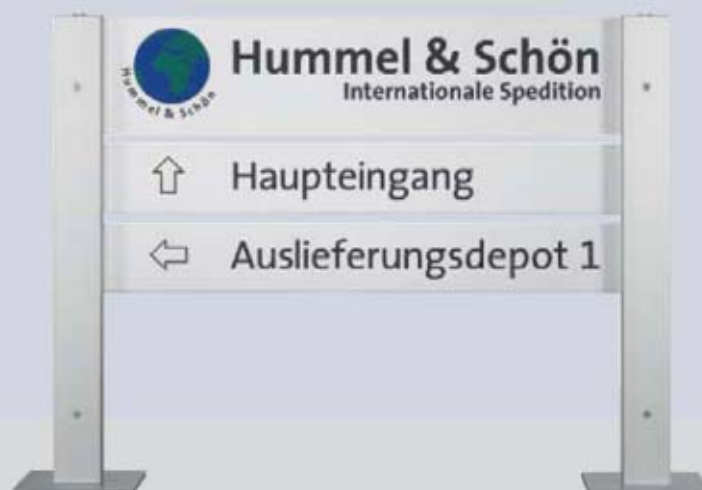 Hummel & Schön
Hummel & Schön
Internationale Spedition
Haupteingang
Auslieferungsdepot 1